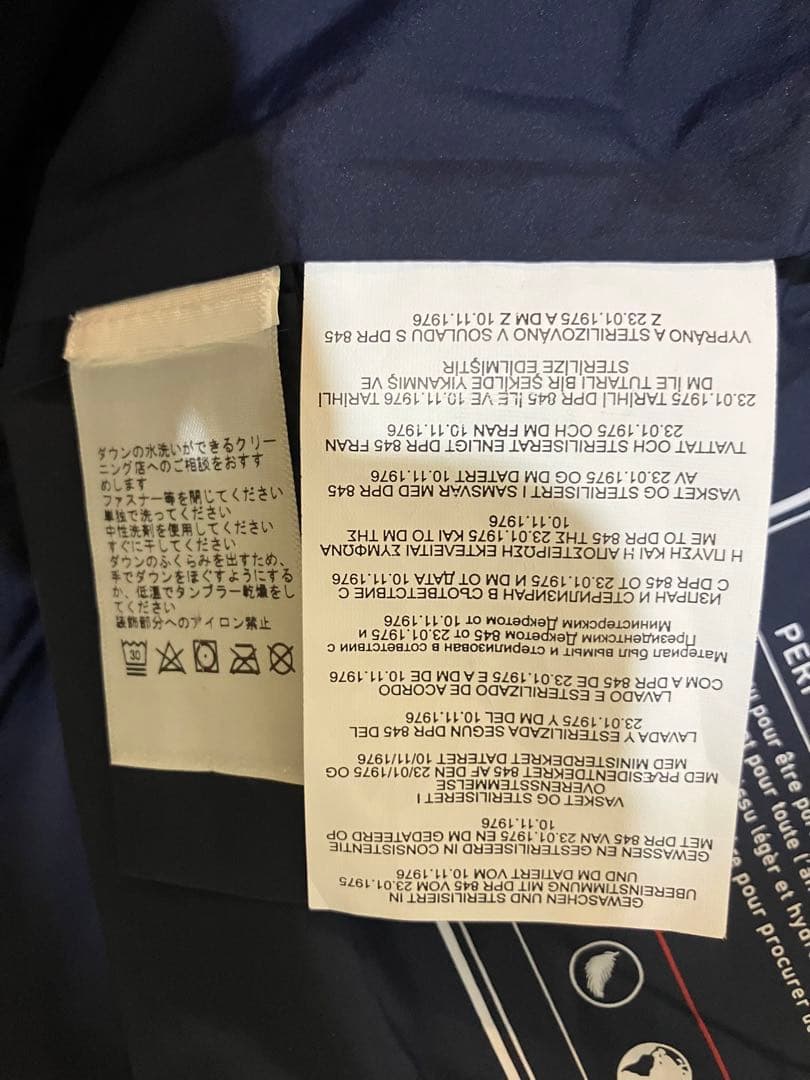 ダウンの水洗いができるクリー
ニング店へのご相談をおすす
めします
ファスナー等を閉じてください
単独で洗ってください
中性洗剤を使用してください
すぐに干してください
ダウンのふくらみを出すため、
手でダウンをほぐすようにする
か、低温でタンブラー乾燥をし
てください
装飾部分へのアイロン禁止
30
GEWASCHEN UND STERILISIERT IN
ÜBEREINSTIMMUNG MIT DPR 845 VOM 23.01.1975
UND DM DATIERT VOM 10.11.1976
GEWASSEN EN GESTERILISEERD IN CONSISTENTIE
MET DPR 845 VAN 23.01.1975 EN DM GEDATEERD OP
10.11.1976
VASKET OG STERILISERET I
OVERENSSTEMMELSE
MED PRÆSIDENTDEKRET 845 AF DEN 23/01/1975 OG
MED MINISTERDEKRET DATERET 10/11/1976
LAVADA Y ESTERILIZADA SEGUN DPR 845 DEL
23.01.1975 Y DM DEL 10.11.1976
LAVADO E ESTERILIZADO DE ACORDO
COM A DPR 845 DE 23.01.1975 E A DM DE 10.11.1976
Материал был вымыт и стерилизован в соответствии с
Президентским Декретом 845 от 23.01.1975 и
Министерским Декретом от 10.11.1976
ИЗПРАН И СТЕРИЛИЗИРАН В СЪОТВЕТСТВИЕ С
С DPR 845 ОТ 23.01.1975 И DM ОТ ДАТА 10.11.1976
Η ΠΛΥΣΗ ΚΑΙ Η ΑΠΟΣΤΕΙΡΩΣΗ ΕΚΤΕΛΕΙΤΑΙ ΣΥΜΦΩΝΑ
ΜΕ ΤΟ DPR 845 ΤΗΣ 23.01.1975 ΚΑΙ ΤΟ DM ΤΗΣ
10.11.1976
VASKET OG STERILISERT I SAMSVAR MED DPR 845
AV 23.01.1975 OG DM DATERT 10.11.1976
TVATTAT OCH STERILISERAT ENLIGT DPR 845 FRAN
23.01.1975 OCH DM FRAN 10.11.1976
23.01.1975 TARİHLİ DPR 845 İLE VE 10.11.1976 TARİHLİ
DM İLE TUTARLI BİR ŞEKİLDE YIKANMIŞ VE
STERİLİZE EDİLMİŞTİR
VYPRÁNO A STERILIZOVÁNO V SOULADU S DPR 845
Z 23.01.1975 A DM Z 10.11.1976
PER
pour être
pour toute
léger et
pour procurer